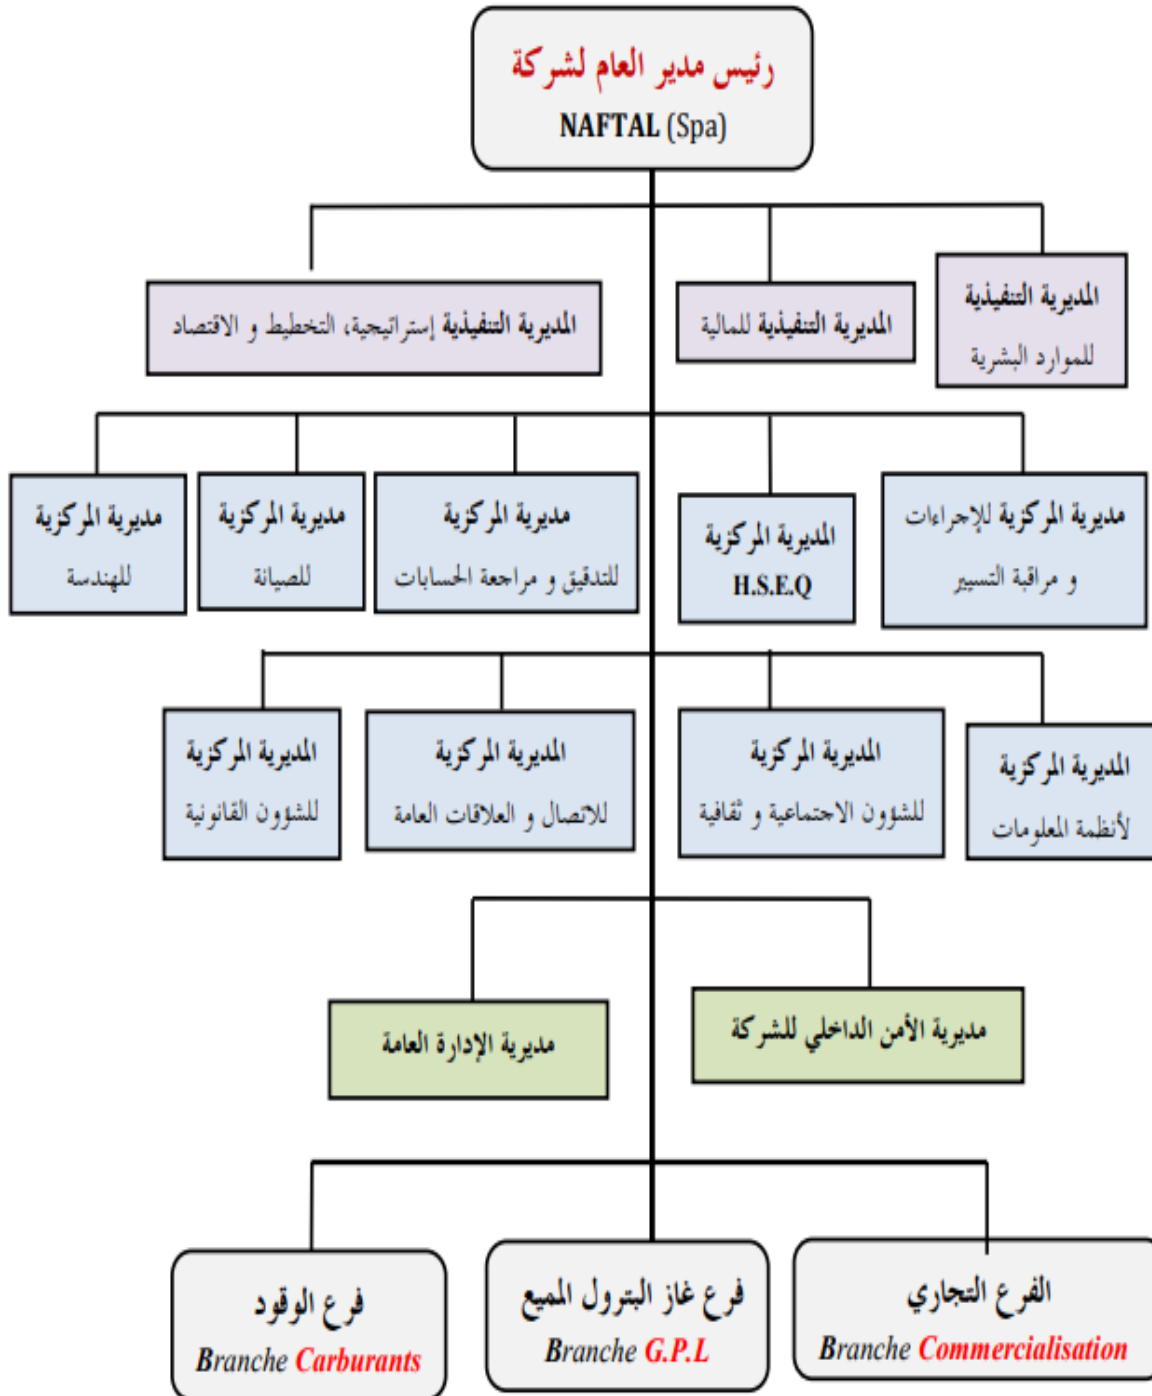 رئيس مدير العام لشركة
NAFTAL (Spa)
المديرية التنفيذية
للموارد البشرية
المديرية التنفيذية للمالية
المديرية التنفيذية إستراتيجية، التخطيط و الاقتصاد
مديرية المركزية للإجراءات
و مراقبة التسيير
المديرية المركزية
H.S.E.Q
مديرية المركزية
للتدقيق و مراجعة الحسابات
مديرية المركزية
للصيانة
مديرية المركزية
للهندسة
المديرية المركزية
لأنظمة المعلومات
المديرية المركزية
للشؤون الاجتماعية و ثقافية
المديرية المركزية
للاتصال و العلاقات العامة
المديرية المركزية
للشؤون القانونية
مديرية الأمن الداخلي للشركة
مديرية الإدارة العامة
الفرع التجاري
Branche Commercialisation
فرع غاز البترول المميع
Branche G.P.L
فرع الوقود
Branche Carburants